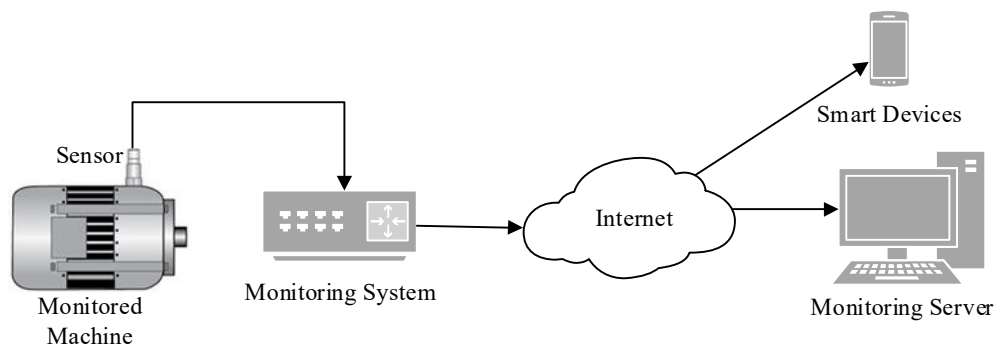 Smart Devices
Sensor
Internet
Monitoring System
Monitored
Machine
Monitoring Server